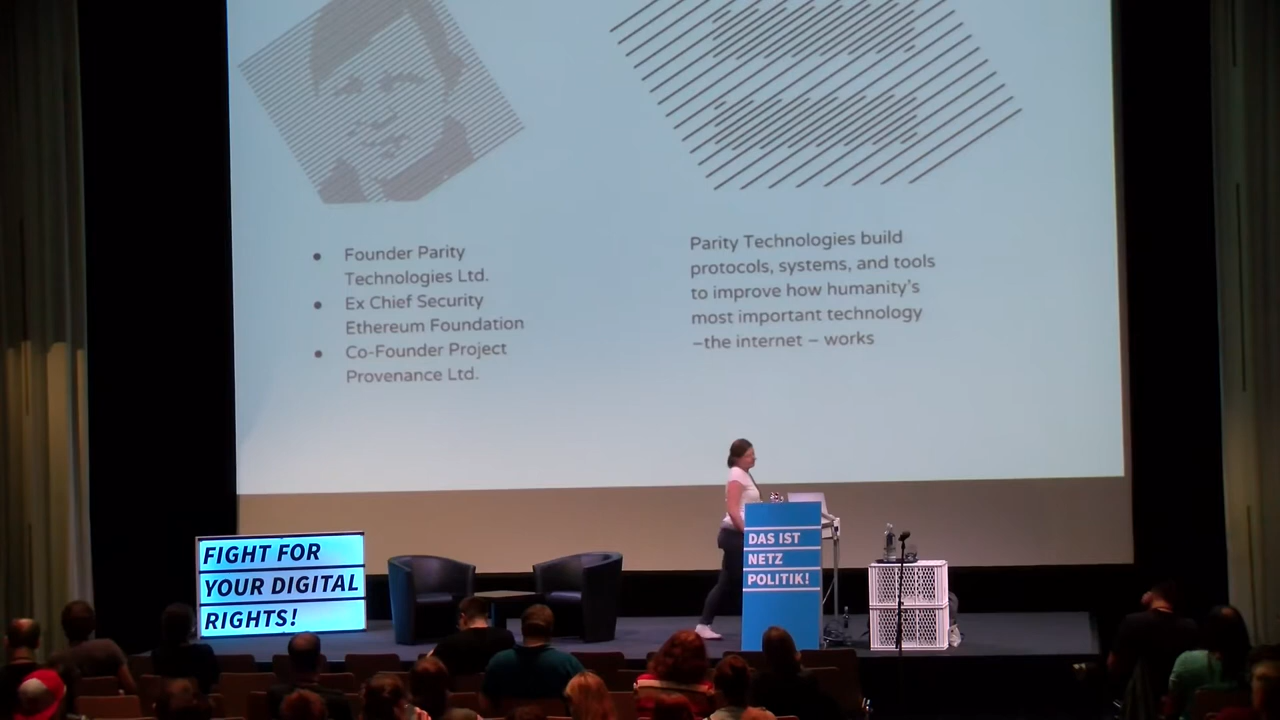 Founder Parity
Technologies Ltd.
Ex Chief Security
Ethereum Foundation
Co-Founder Project
Provenance Ltd.
Parity Technologies build
protocols, systems, and tools
to improve how humanity's
most important technology
–the internet – works
FIGHT FOR
YOUR DIGITAL
RIGHTS!
DAS IST
NETZ
POLITIK!